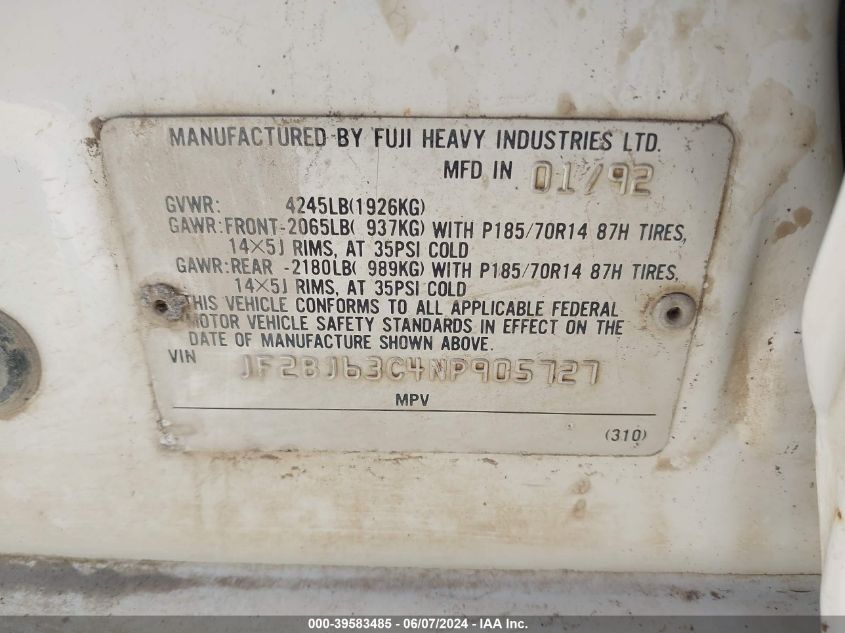 MANUFACTURED BY FUJI HEAVY INDUSTRIES LTD.
MFD IN 01/92
GVWR: 4245LB(1926KG)
GAWR:FRONT-2065LB( 937KG) WITH P185/70R14 87H TIRES,
14×5J RIMS, AT 35PSI COLD
GAWR:REAR -2180LB( 989KG) WITH P185/70R14 87H TIRES,
14×5J RIMS, AT 35PSI COLD
THIS VEHICLE CONFORMS TO ALL APPLICABLE FEDERAL
MOTOR VEHICLE SAFETY STANDARDS IN EFFECT ON THE
DATE OF MANUFACTURE SHOWN ABOVE.
VIN JF2BJ63C4NP905727
MPV
(310)
000-39583485 - 06/07/2024 - IAA Inc.